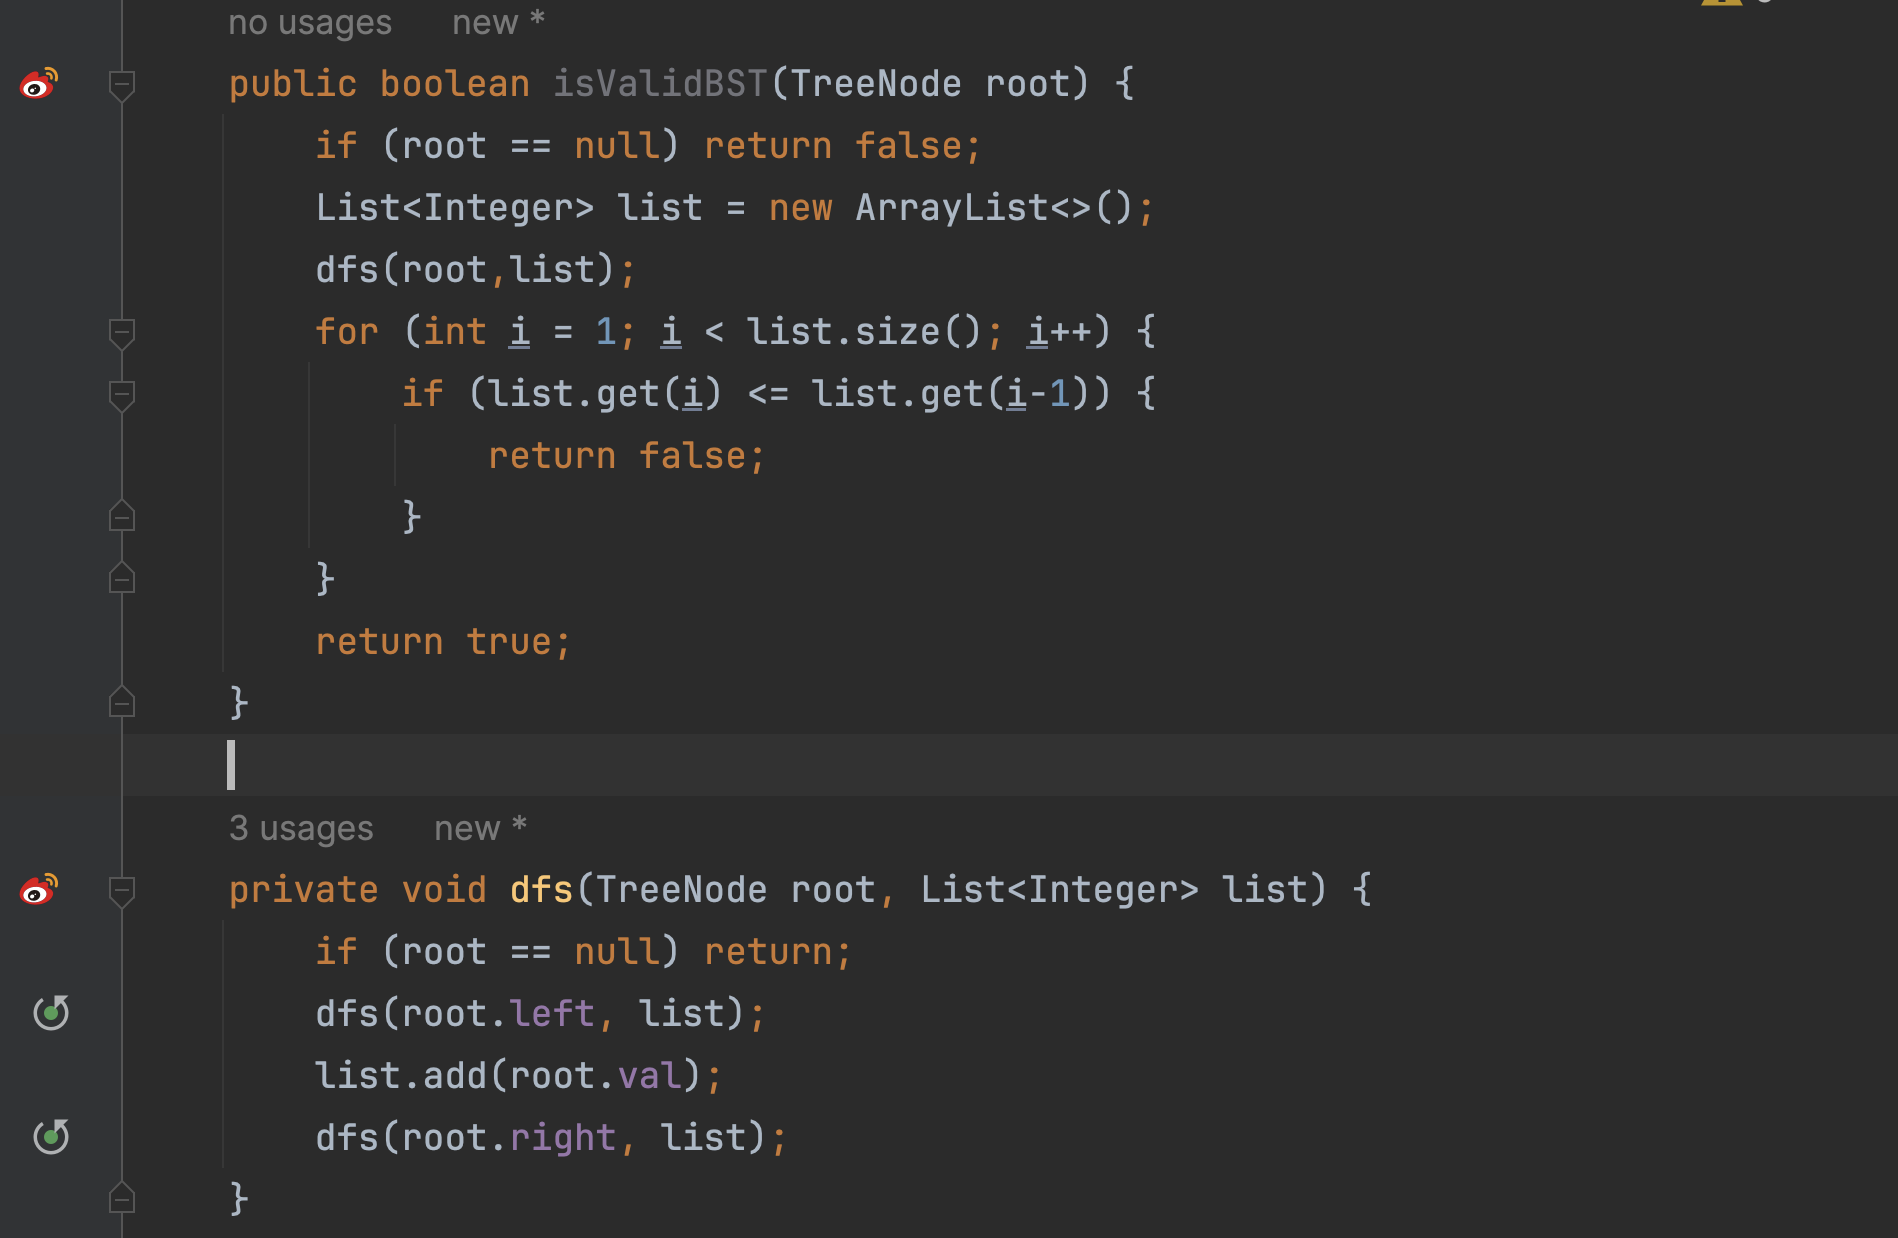 no usages new *
public boolean isValidBST(TreeNode root) {
if (root == null) return false;
List<Integer> list = new ArrayList<>();
dfs(root,list);
for (int i = 1; i < list.size(); i++) {
if (list.get(i) <= list.get(i-1)) {
return false;
}
}
return true;
}
3 usages new *
private void dfs(TreeNode root, List<Integer> list) {
if (root == null) return;
dfs(root.left, list);
list.add(root.val);
dfs(root.right, list);
}